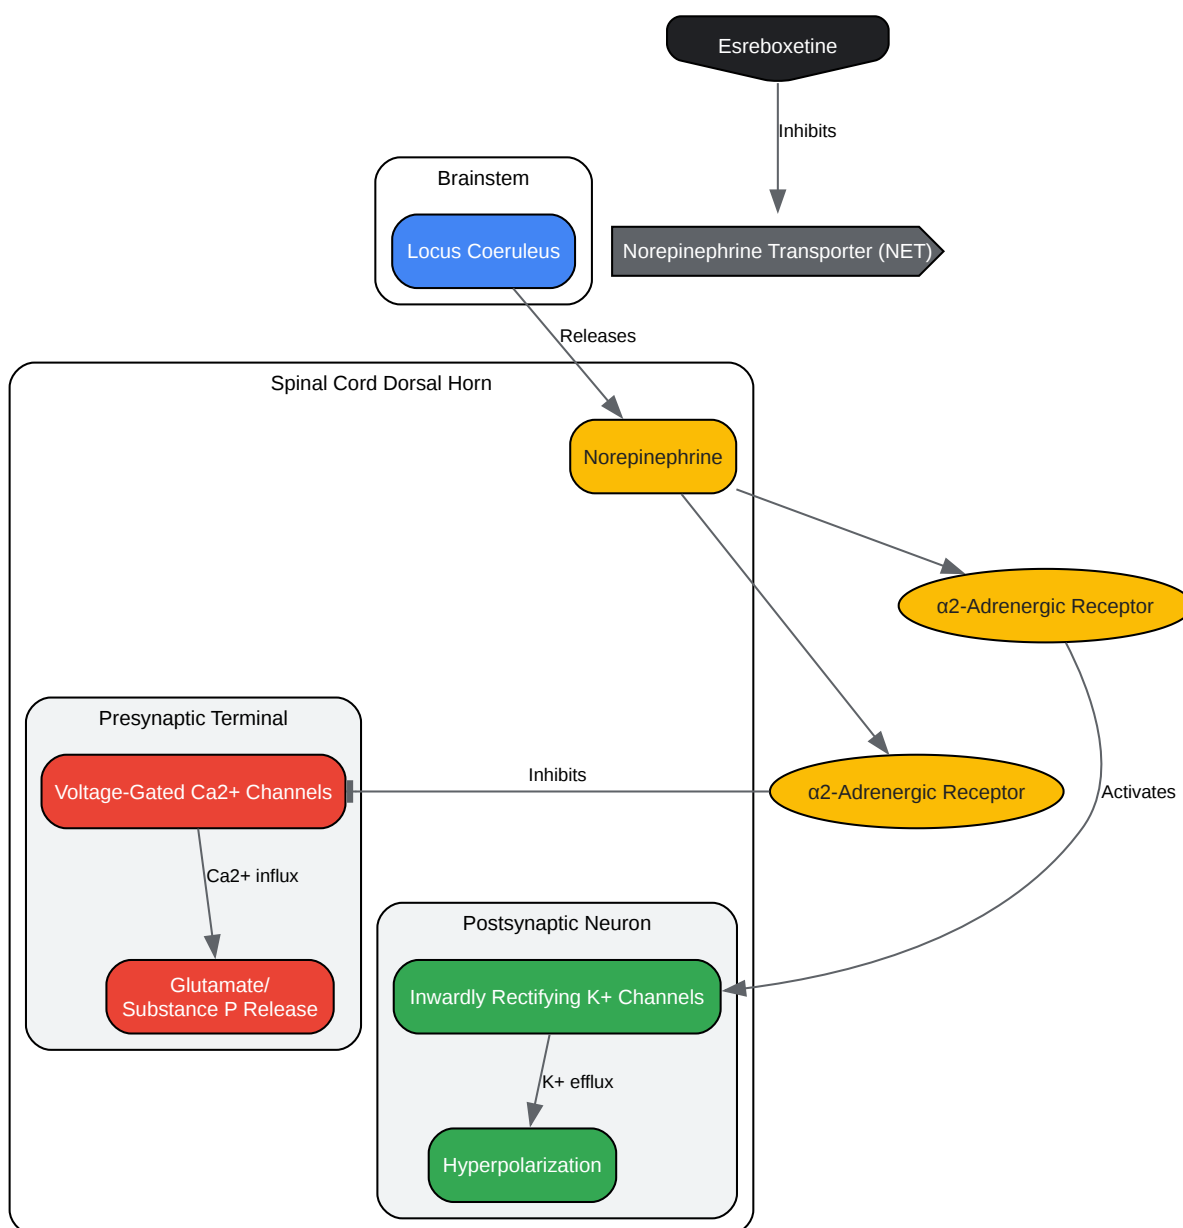 Esreboxetine
Inhibits
Brainstem
Locus Coeruleus
Norepinephrine Transporter (NET)
Releases
Spinal Cord Dorsal Horn
Norepinephrine
α2-Adrenergic Receptor
Presynaptic Terminal
Voltage-Gated Ca2+ Channels
Inhibits
α2-Adrenergic Receptor
Activates
Ca2+ influx
Postsynaptic Neuron
Glutamate/
Substance P Release
Inwardly Rectifying K+ Channels
K+ efflux
Hyperpolarization